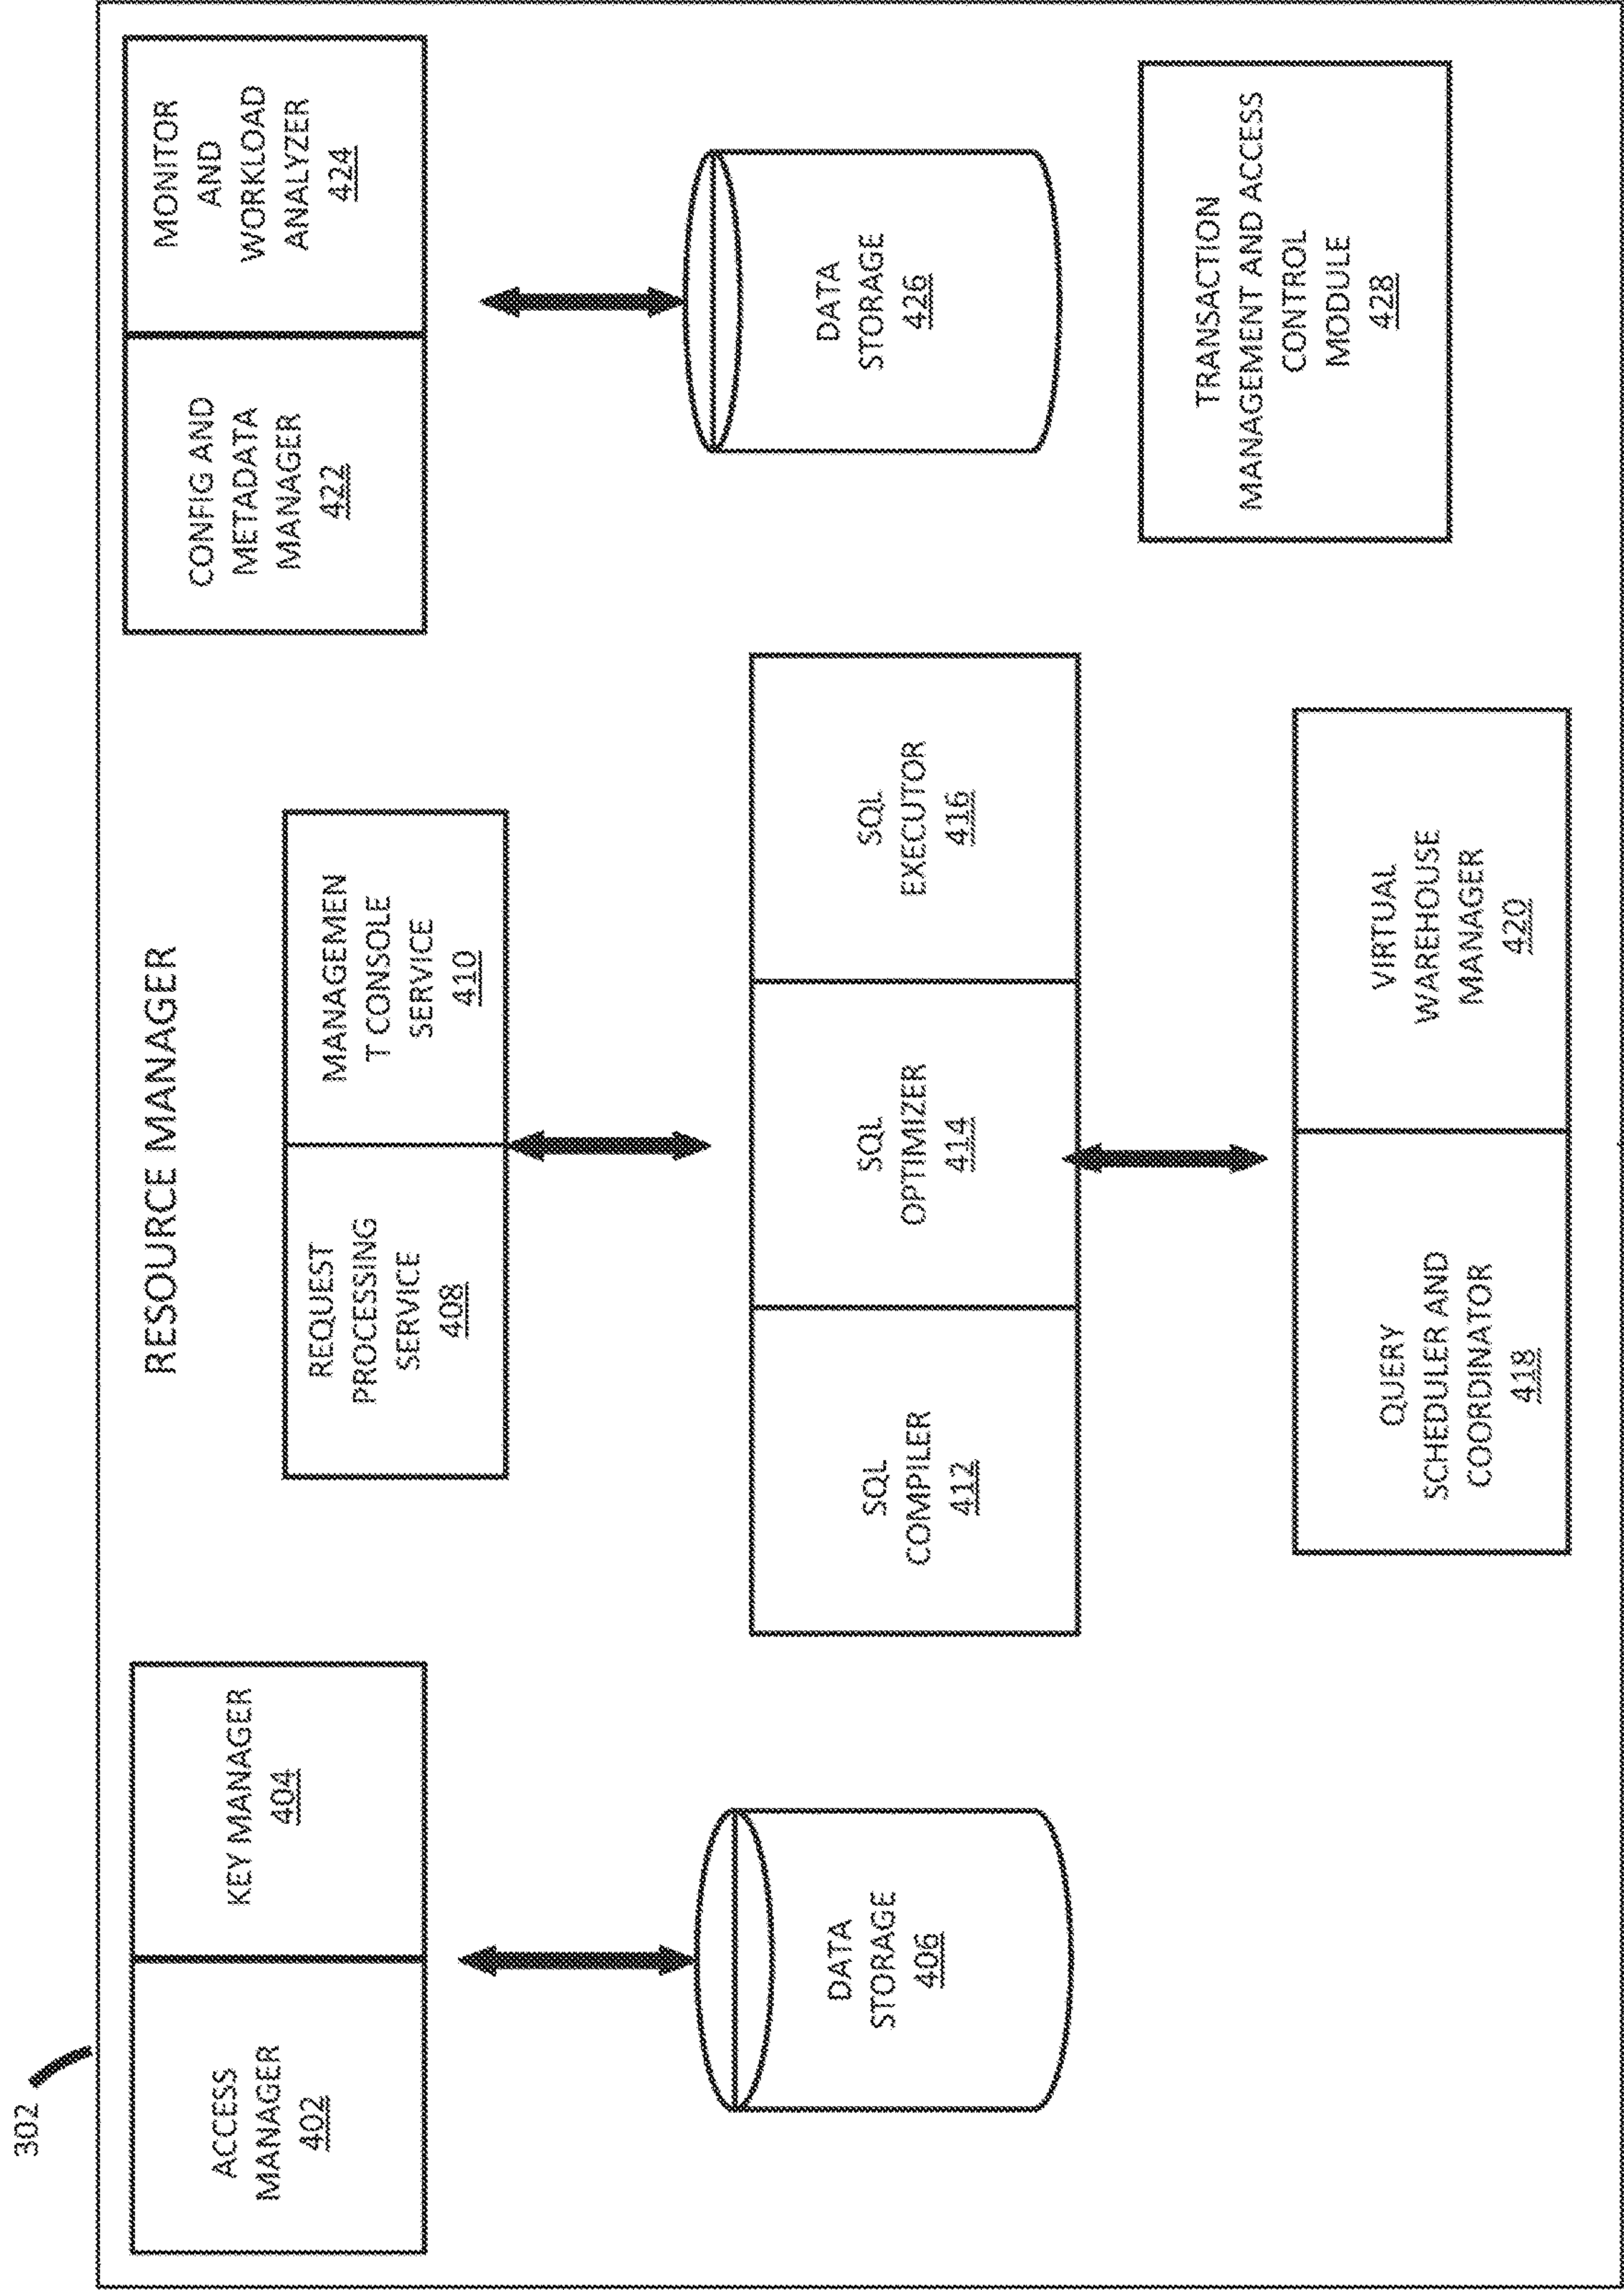 302
RESOURCE MANAGER
ACCESS
MANAGER
402
KEY MANAGER
404
DATA
STORAGE
406
REQUEST
PROCESSING
SERVICE
408
MANAGEMEN
T CONSOLE
SERVICE
410
SQL
COMPILER
412
SQL
OPTIMIZER
414
SQL
EXECUTOR
416
QUERY
SCHEDULER AND
COORDINATOR
418
VIRTUAL
WAREHOUSE
MANAGER
420
CONFIG AND
METADATA
MANAGER
422
MONITOR
AND
WORKLOAD
ANALYZER
424
DATA
STORAGE
426
TRANSACTION
MANAGEMENT AND ACCESS
CONTROL
MODULE
428